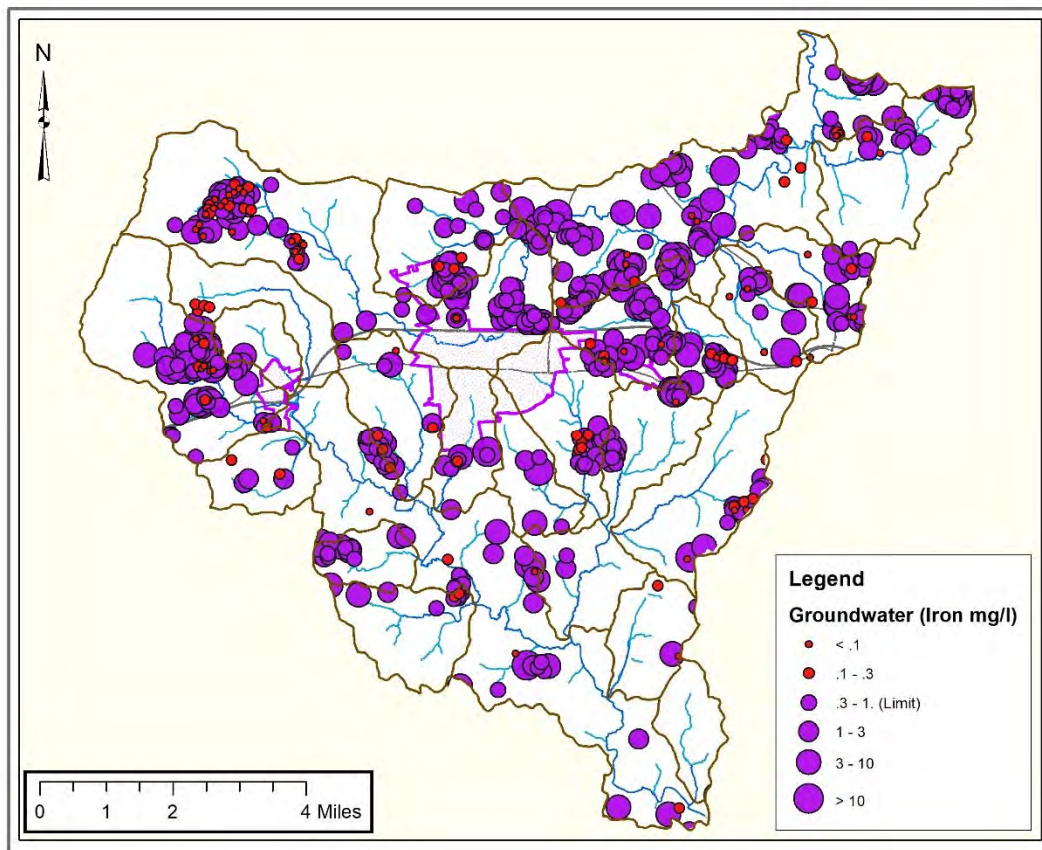 N
Legend
Groundwater (Iron mg/l)
< .1
.1 - .3
.3 - 1. (Limit)
1 - 3
3 - 10
> 10
0 2 4 Miles